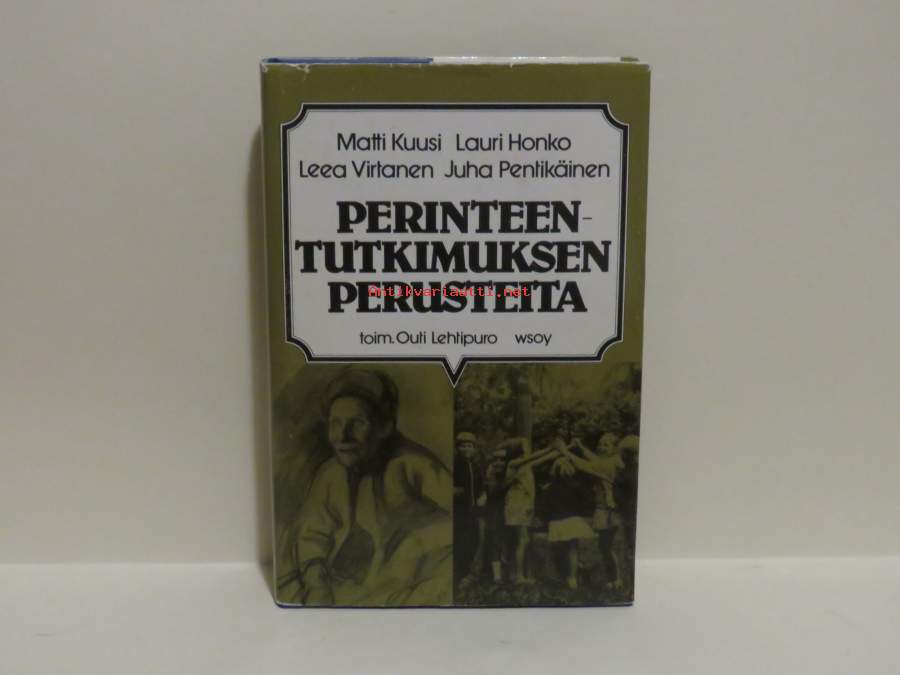 Matti Kuusi Lauri Honko
Leea Virtanen Juha Pentikäinen
PERINTEEN-
TUTKIMUKSEN
PERUSTEITA
Antikvariaatti.net
toim. Outi Lehtipuro wsoy